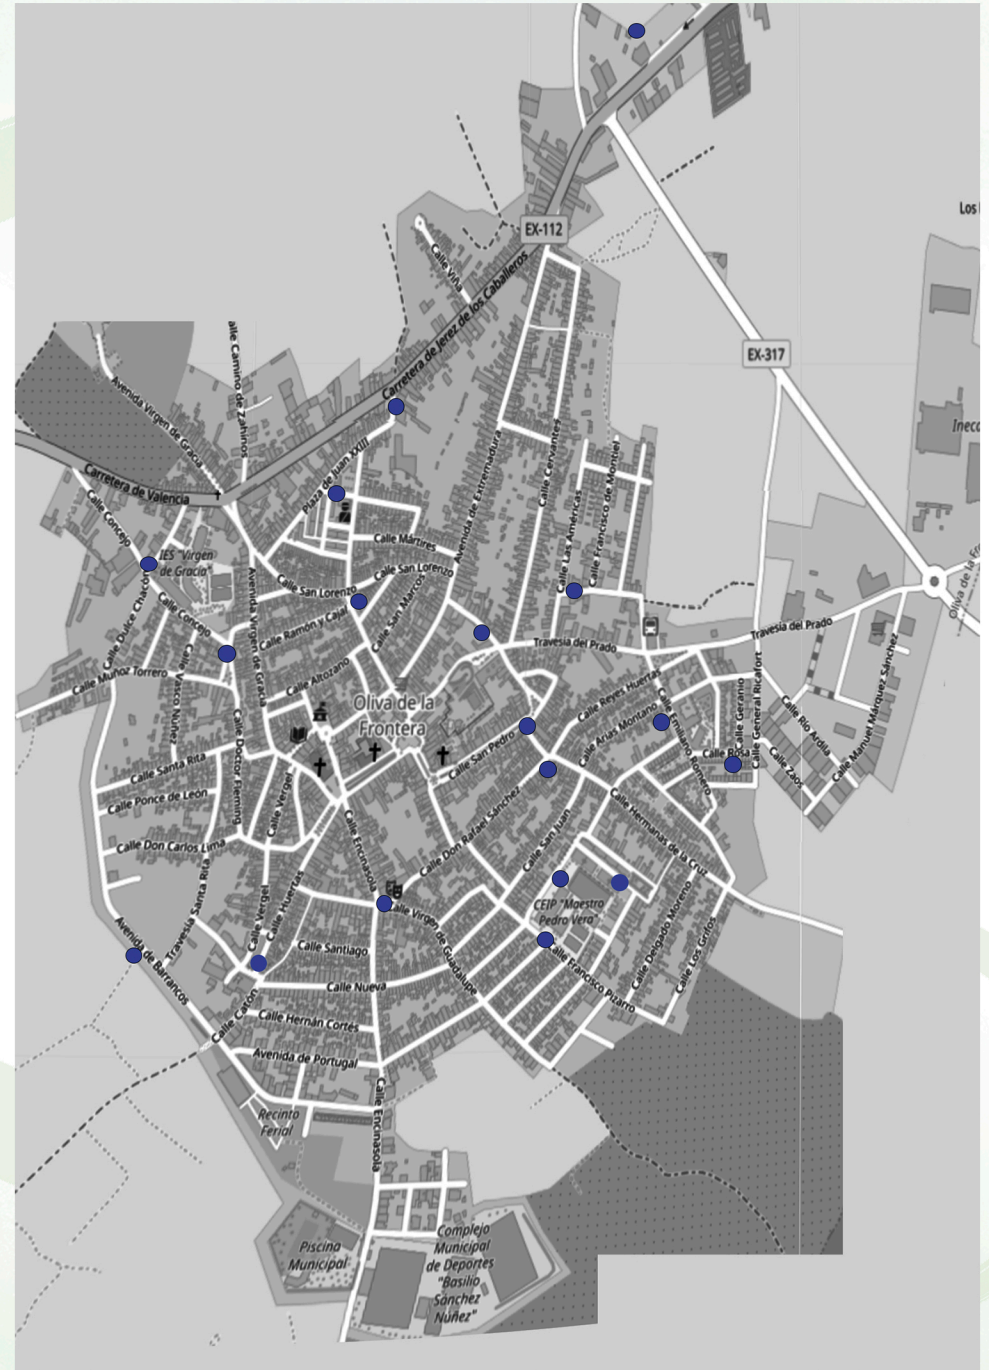 EX-112
Los
Calle Viña
Carretera de Jerez de los Caballeros
EX-317
alle Camino de Zahinos
Avenida Virgen de Gracia
Carretera de Valencia
Plaza de Juan XXIII
Avenida de Extremadura
Calle Cervantes
Calle Las Américas
Calle Francisco de Montiel
Calle Concejo
IES "Virgen
de Gracia"
Calle Mártires
Calle San Lorenzo
Calle San Lorenzo
Calle Dulce Chacón
Calle Concejo
Avenida Virgen de Gracia
Calle Ramón y Cajal
Calle San Marcos
Travesía del Prado
Travesía del Prado
Oliva de la
Calle Muñoz Torrero
Calle Vasco Núñez
Calle Altozano
Oliva de la
Frontera
Calle Reyes Huertas
Calle Arias Montano
Calle Emiliano Romero
Calle Geranio
Calle General Ricafort
Calle Río Ardila
Calle Manuel Márquez Sánchez
Calle Zaos
Calle Rosa
Calle San Pedro
Calle Santa Rita
Calle Doctor Fleming
Calle Ponce de León
Calle Vergel
Calle Don Carlos Lima
Calle Encinasola
Calle Don Rafael Sánchez
Calle San Juan
Calle Hermanas de la Cruz
Travesía Santa Rita
Calle Vergel
Calle Huertas
CEIP "Maestro
Pedro Vera"
Calle Delgado Moreno
Calle Los Grifos
Calle Virgen de Guadalupe
Calle Francisco Pizarro
Avenida de Barrancos
Calle Santiago
Calle Nueva
Calle Catón
Calle Hernán Cortés
Avenida de Portugal
Calle Encinasola
Recinto
Ferial
Piscina
Municipal
Complejo
Municipal
de Deportes
"Basilio
Sánchez
Núñez"